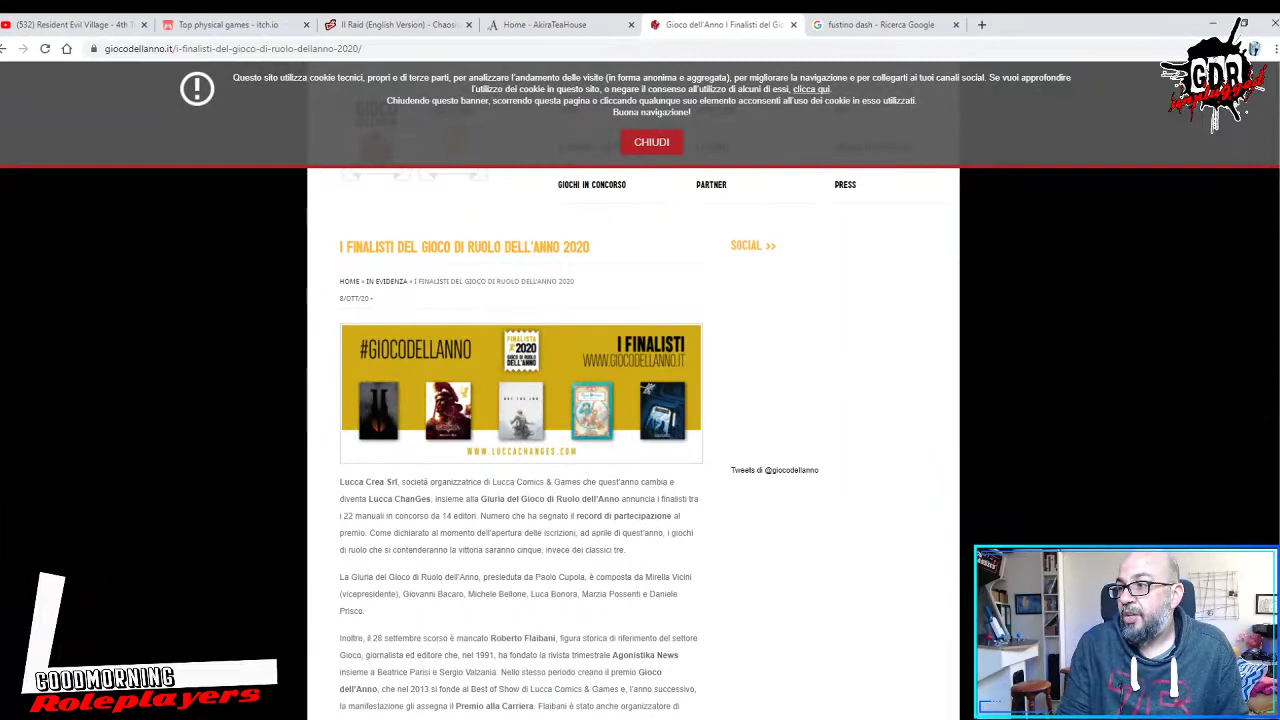 (532) Resident Evil Village - 4th T
Top physical games - itch.io
Il Raid (English Version) - Chaosi
Home - AkiraTeaHouse
Gioco dell'Anno I Finalisti del Gi
fustino dash - Ricerca Google
giocodellanno.it/i-finalisti-del-gioco-di-ruolo-dellanno-2020/
Questo sito utilizza cookie tecnici, propri e di terze parti, per analizzare l'andamento delle visite (in forma anonima e aggregata), per migliorare la navigazione e per collegarti ai tuoi canali social. Se vuoi approfondire
l'utilizzo dei cookie in questo sito, o negare il consenso all'utilizzo di alcuni di essi, clicca qui.
Chiudendo questo banner, scorrendo questa pagina o cliccando qualunque suo elemento acconsenti all'uso dei cookie in esso utilizzati.
Buona navigazione!
CHIUDI
GDR
unplugged
GIOCHI IN CONCORSO
PARTNER
PRESS
I FINALISTI DEL GIOCO DI RUOLO DELL'ANNO 2020
SOCIAL >>
HOME » IN EVIDENZA » I FINALISTI DEL GIOCO DI RUOLO DELL'ANNO 2020
8/OTT/20 -
#GIOCODELLANNO
FINALISTA
2020
GIOCO DI RUOLO
DELL'ANNO
I FINALISTI
WWW.GIOCODELLANNO.IT
WWW.LUCCACHANGES.COM
Tweets di @giocodellanno
Lucca Crea Srl, società organizzatrice di Lucca Comics & Games che quest'anno cambia e
diventa Lucca ChanGes, insieme alla Giuria del Gioco di Ruolo dell'Anno annuncia i finalisti tra
i 22 manuali in concorso da 14 editori. Numero che ha segnato il record di partecipazione al
premio. Come dichiarato al momento dell'apertura delle iscrizioni, ad aprile di quest'anno, i giochi
di ruolo che si contenderanno la vittoria saranno cinque, invece dei classici tre.
La Giuria del Gioco di Ruolo dell'Anno, presieduta da Paolo Cupola, è composta da Mirella Vicini
(vicepresidente), Giovanni Bacaro, Michele Bellone, Luca Bonora, Marzia Possenti e Daniele
Prisco.
Inoltre, il 28 settembre scorso è mancato Roberto Flaibani, figura storica di riferimento del settore
Gioco, giornalista ed editore che, nel 1991, ha fondato la rivista trimestrale Agonistika News
insieme a Beatrice Parisi e Sergio Valzania. Nello stesso periodo creano il premio Gioco
dell'Anno, che nel 2013 si fonde al Best of Show di Lucca Comics & Games e, l'anno successivo,
la manifestazione gli assegna il Premio alla Carriera. Flaibani è stato anche organizzatore di
GOODMORNING
Roleplayers